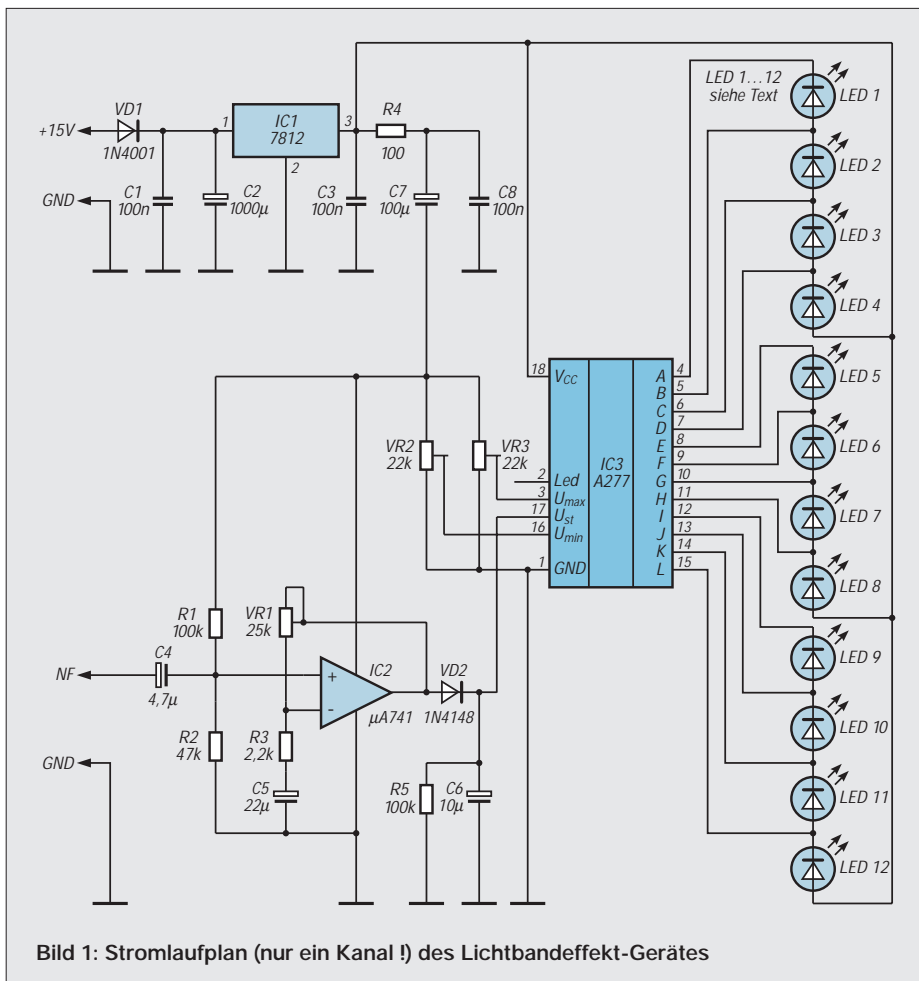 LED 1...12
siehe Text
LED 1
LED 2
LED 3
LED 4
LED 5
LED 6
LED 7
LED 8
LED 9
LED 10
LED 11
LED 12
+15V
VD1
1N4001
1
IC1
7812
3
2
R4
100
GND
C1
100n
C2
1000µ
C3
100n
C7
100µ
C8
100n
18
VCC
IC3
A277
VR2
22k
VR3
22k
2
Led
3
Umax
17
Ust
16
Umin
1
GND
A
4
B
5
C
6
D
7
E
8
F
9
G
10
H
11
I
12
J
13
K
14
L
15
R1
100k
VR1
25k
NF
C4
4,7µ
+
-
IC2
µA741
VD2
1N4148
R2
47k
R3
2,2k
GND
C5
22µ
R5
100k
C6
10µ
Bild 1: Stromlaufplan (nur ein Kanal !) des Lichtbandeffekt-Gerätes